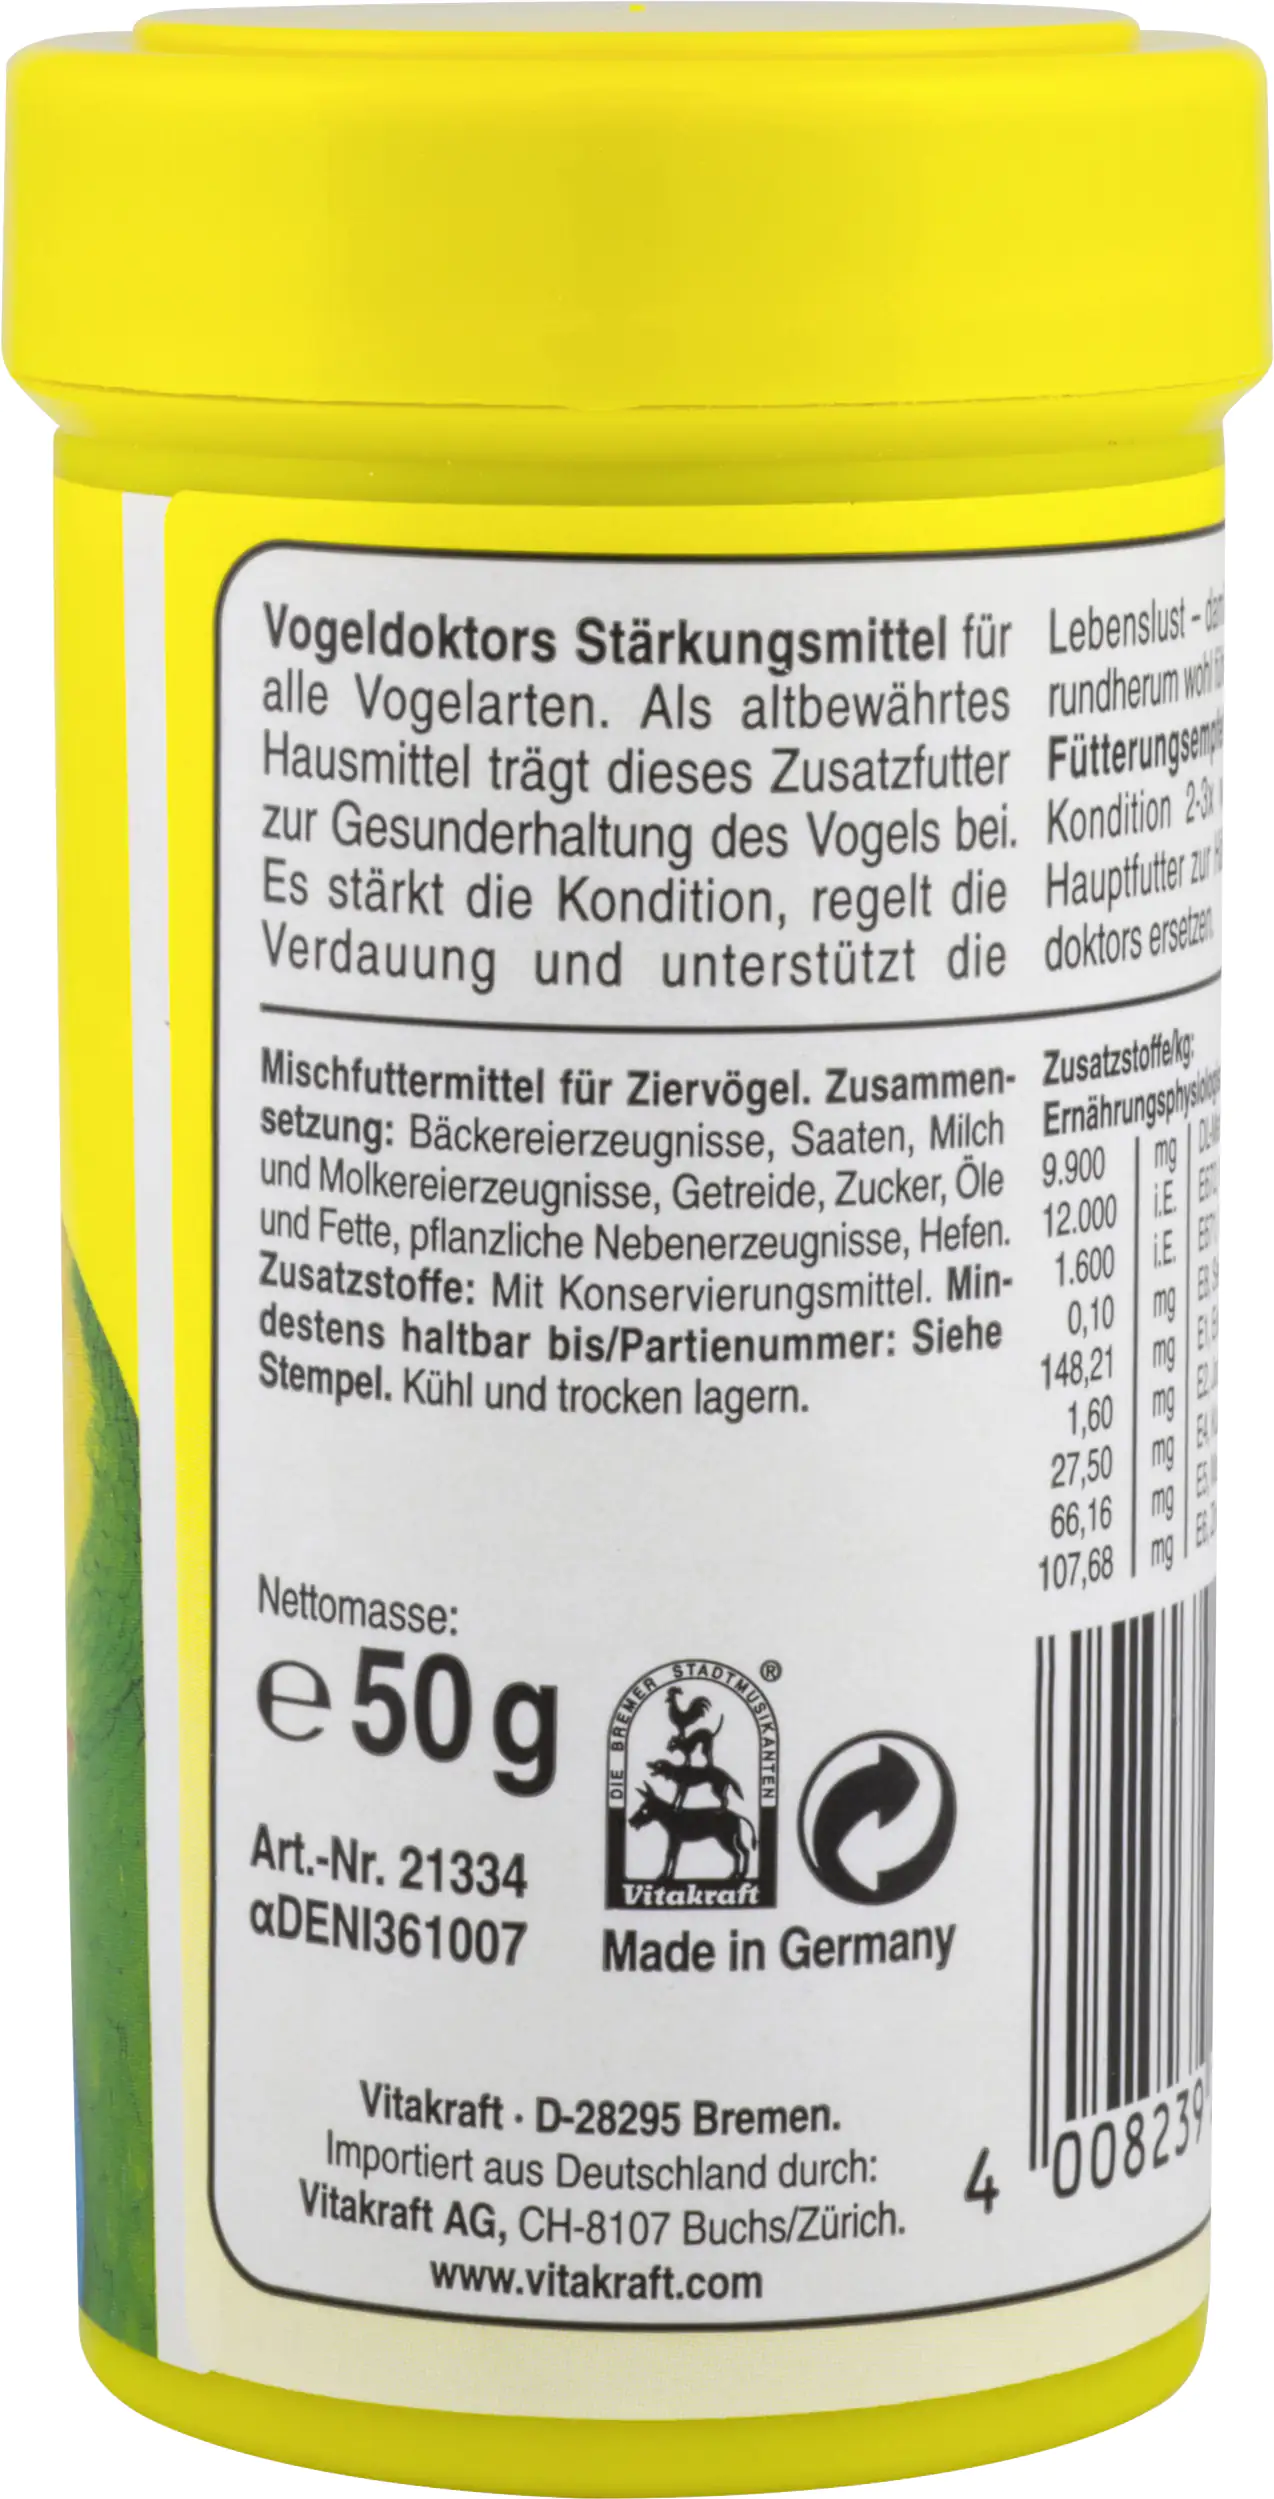 Vogeldoktors Stärkungsmittel für
alle Vogelarten. Als altbewährtes
Hausmittel trägt dieses Zusatzfutter
zur Gesunderhaltung des Vogels bei.
Es stärkt die Kondition, regelt die
Verdauung und unterstützt die
Lebenslust –
rundherum wohl
Kondition 2-3x
Hauptfutter zur
doktors ersetzen.
Mischfuttermittel für Ziervögel. Zusammen-
setzung: Bäckereierzeugnisse, Saaten, Milch
und Molkereierzeugnisse, Getreide, Zucker, Öle
und Fette, pflanzliche Nebenerzeugnisse, Hefen.
Zusatzstoffe: Mit Konservierungsmittel. Min-
destens haltbar bis/Partienummer: Siehe
Stempel. Kühl und trocken lagern.
Zusatzstoffe/kg:
9.900 mg
12.000 i.E.
1.600 i.E.
0,10 mg
148,21 mg
1,60 mg
27,50 mg
66,16 mg
107,68 mg
Nettomasse:
℮ 50 g
DIE BREMER STADTMUSIKANTEN ®
Vitakraft
Art.-Nr. 21334
αDENI361007
Made in Germany
Vitakraft · D-28295 Bremen.
Importiert aus Deutschland durch:
Vitakraft AG, CH-8107 Buchs/Zürich.
www.vitakraft.com
4 008239